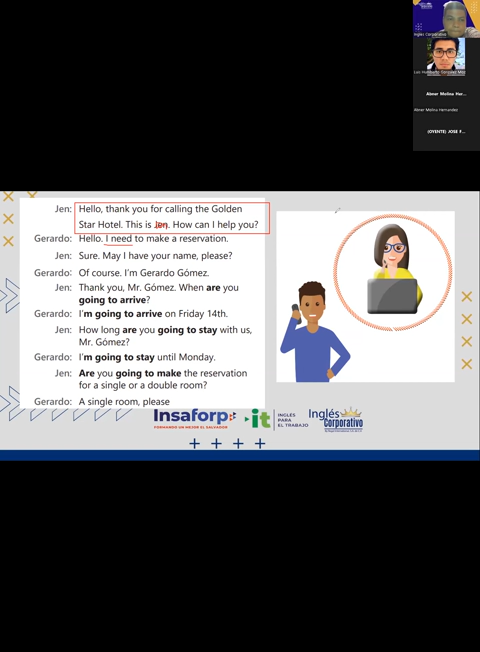 Inglés Corporativo
Abner Molina Her...
Abner Molina Hernandez
(OYENTE) JOSE F...
Jen: Hello, thank you for calling the Golden
Star Hotel. This is Jen. How can I help you?
Gerardo: Hello. I need to make a reservation.
Jen: Sure. May I have your name, please?
Gerardo: Of course. I'm Gerardo Gómez.
Jen: Thank you, Mr. Gómez. When are you
going to arrive?
Gerardo: I'm going to arrive on Friday 14th.
Jen: How long are you going to stay with us,
Mr. Gómez?
Gerardo: I'm going to stay until Monday.
Jen: Are you going to make the reservation
for a single or a double room?
Gerardo: A single room, please
Insaforp
FORMANDO UN MEJOR EL SALVADOR
it
INGLÉS
PARA
EL TRABAJO
Inglés
Corporativo